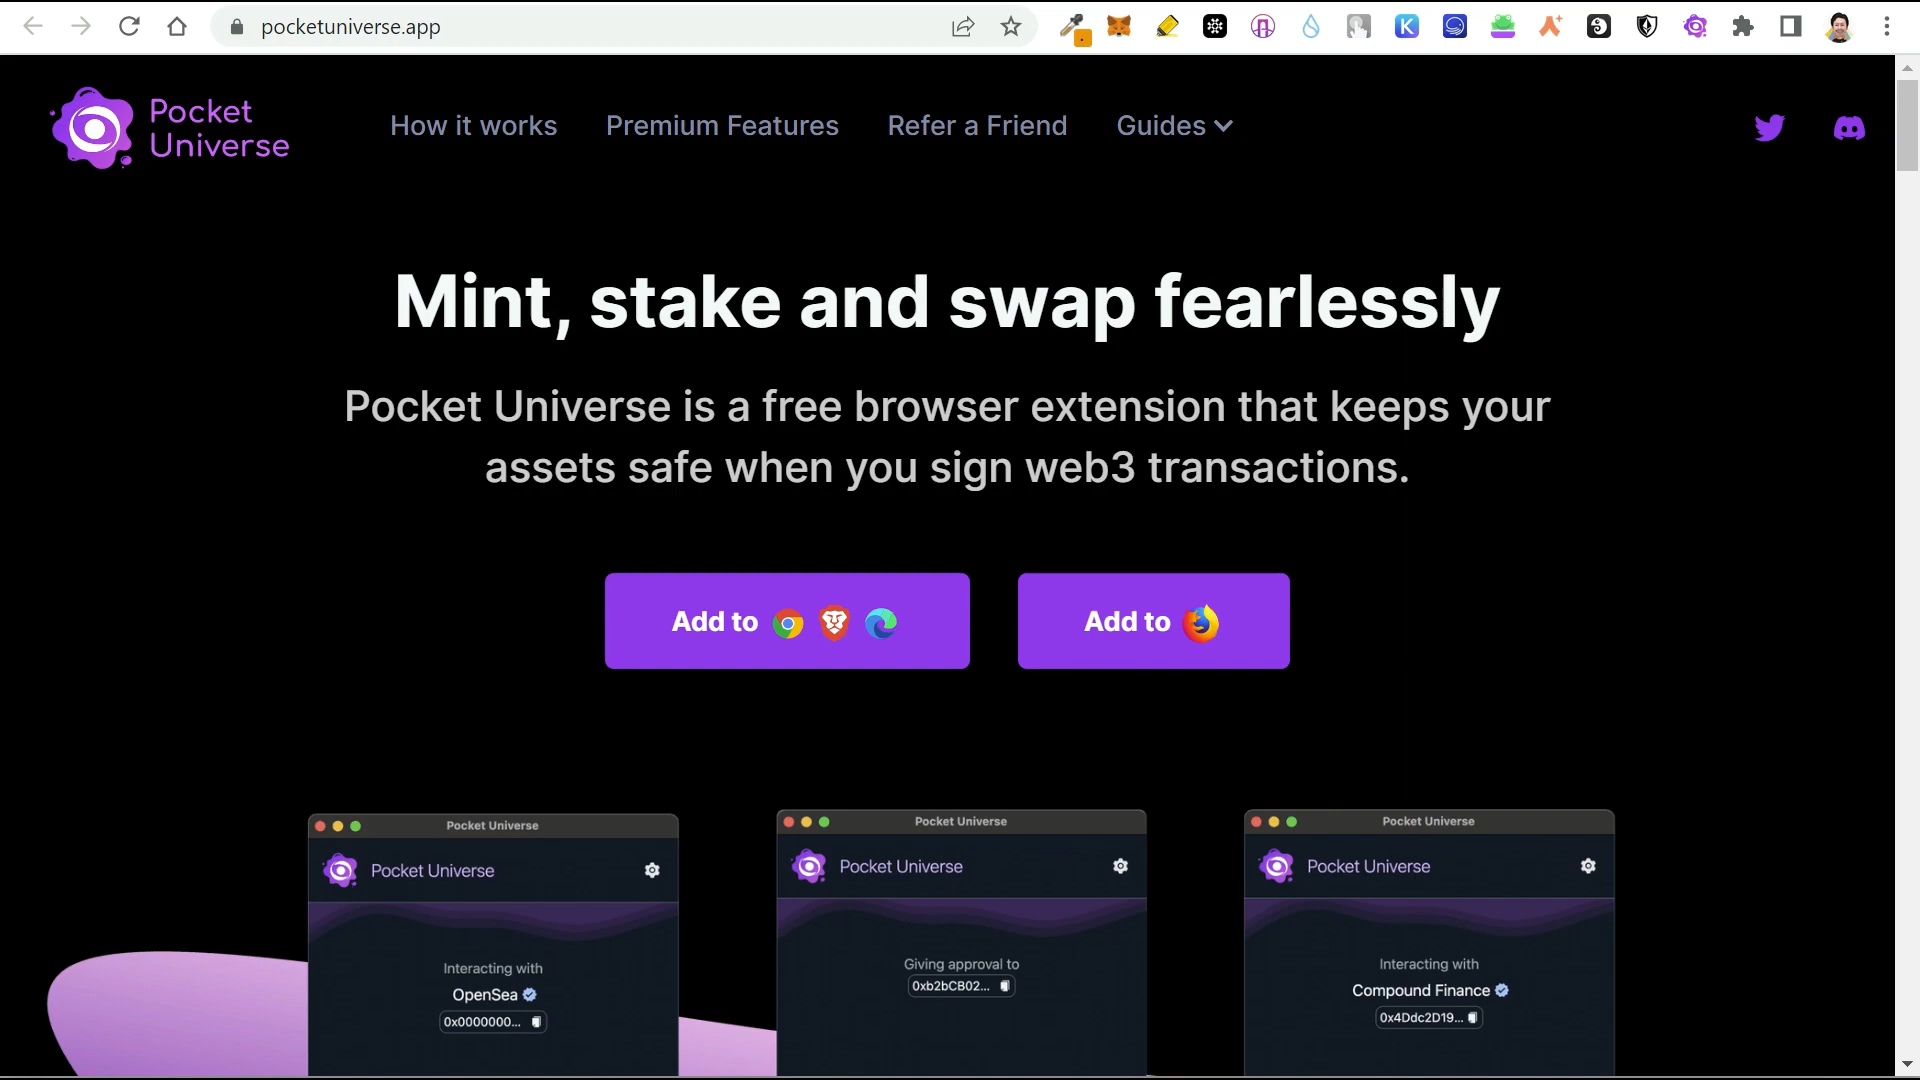 pocketuniverse.app
Pocket
Universe
How it works
Premium Features
Refer a Friend
Guides
Mint, stake and swap fearlessly
Pocket Universe is a free browser extension that keeps your
assets safe when you sign web3 transactions.
Add to
Add to
Pocket Universe
Pocket Universe
Interacting with
OpenSea
0x0000000...
Pocket Universe
Pocket Universe
Giving approval to
0xb2bCB02...
Pocket Universe
Pocket Universe
Interacting with
Compound Finance
0x4Ddc2D19...